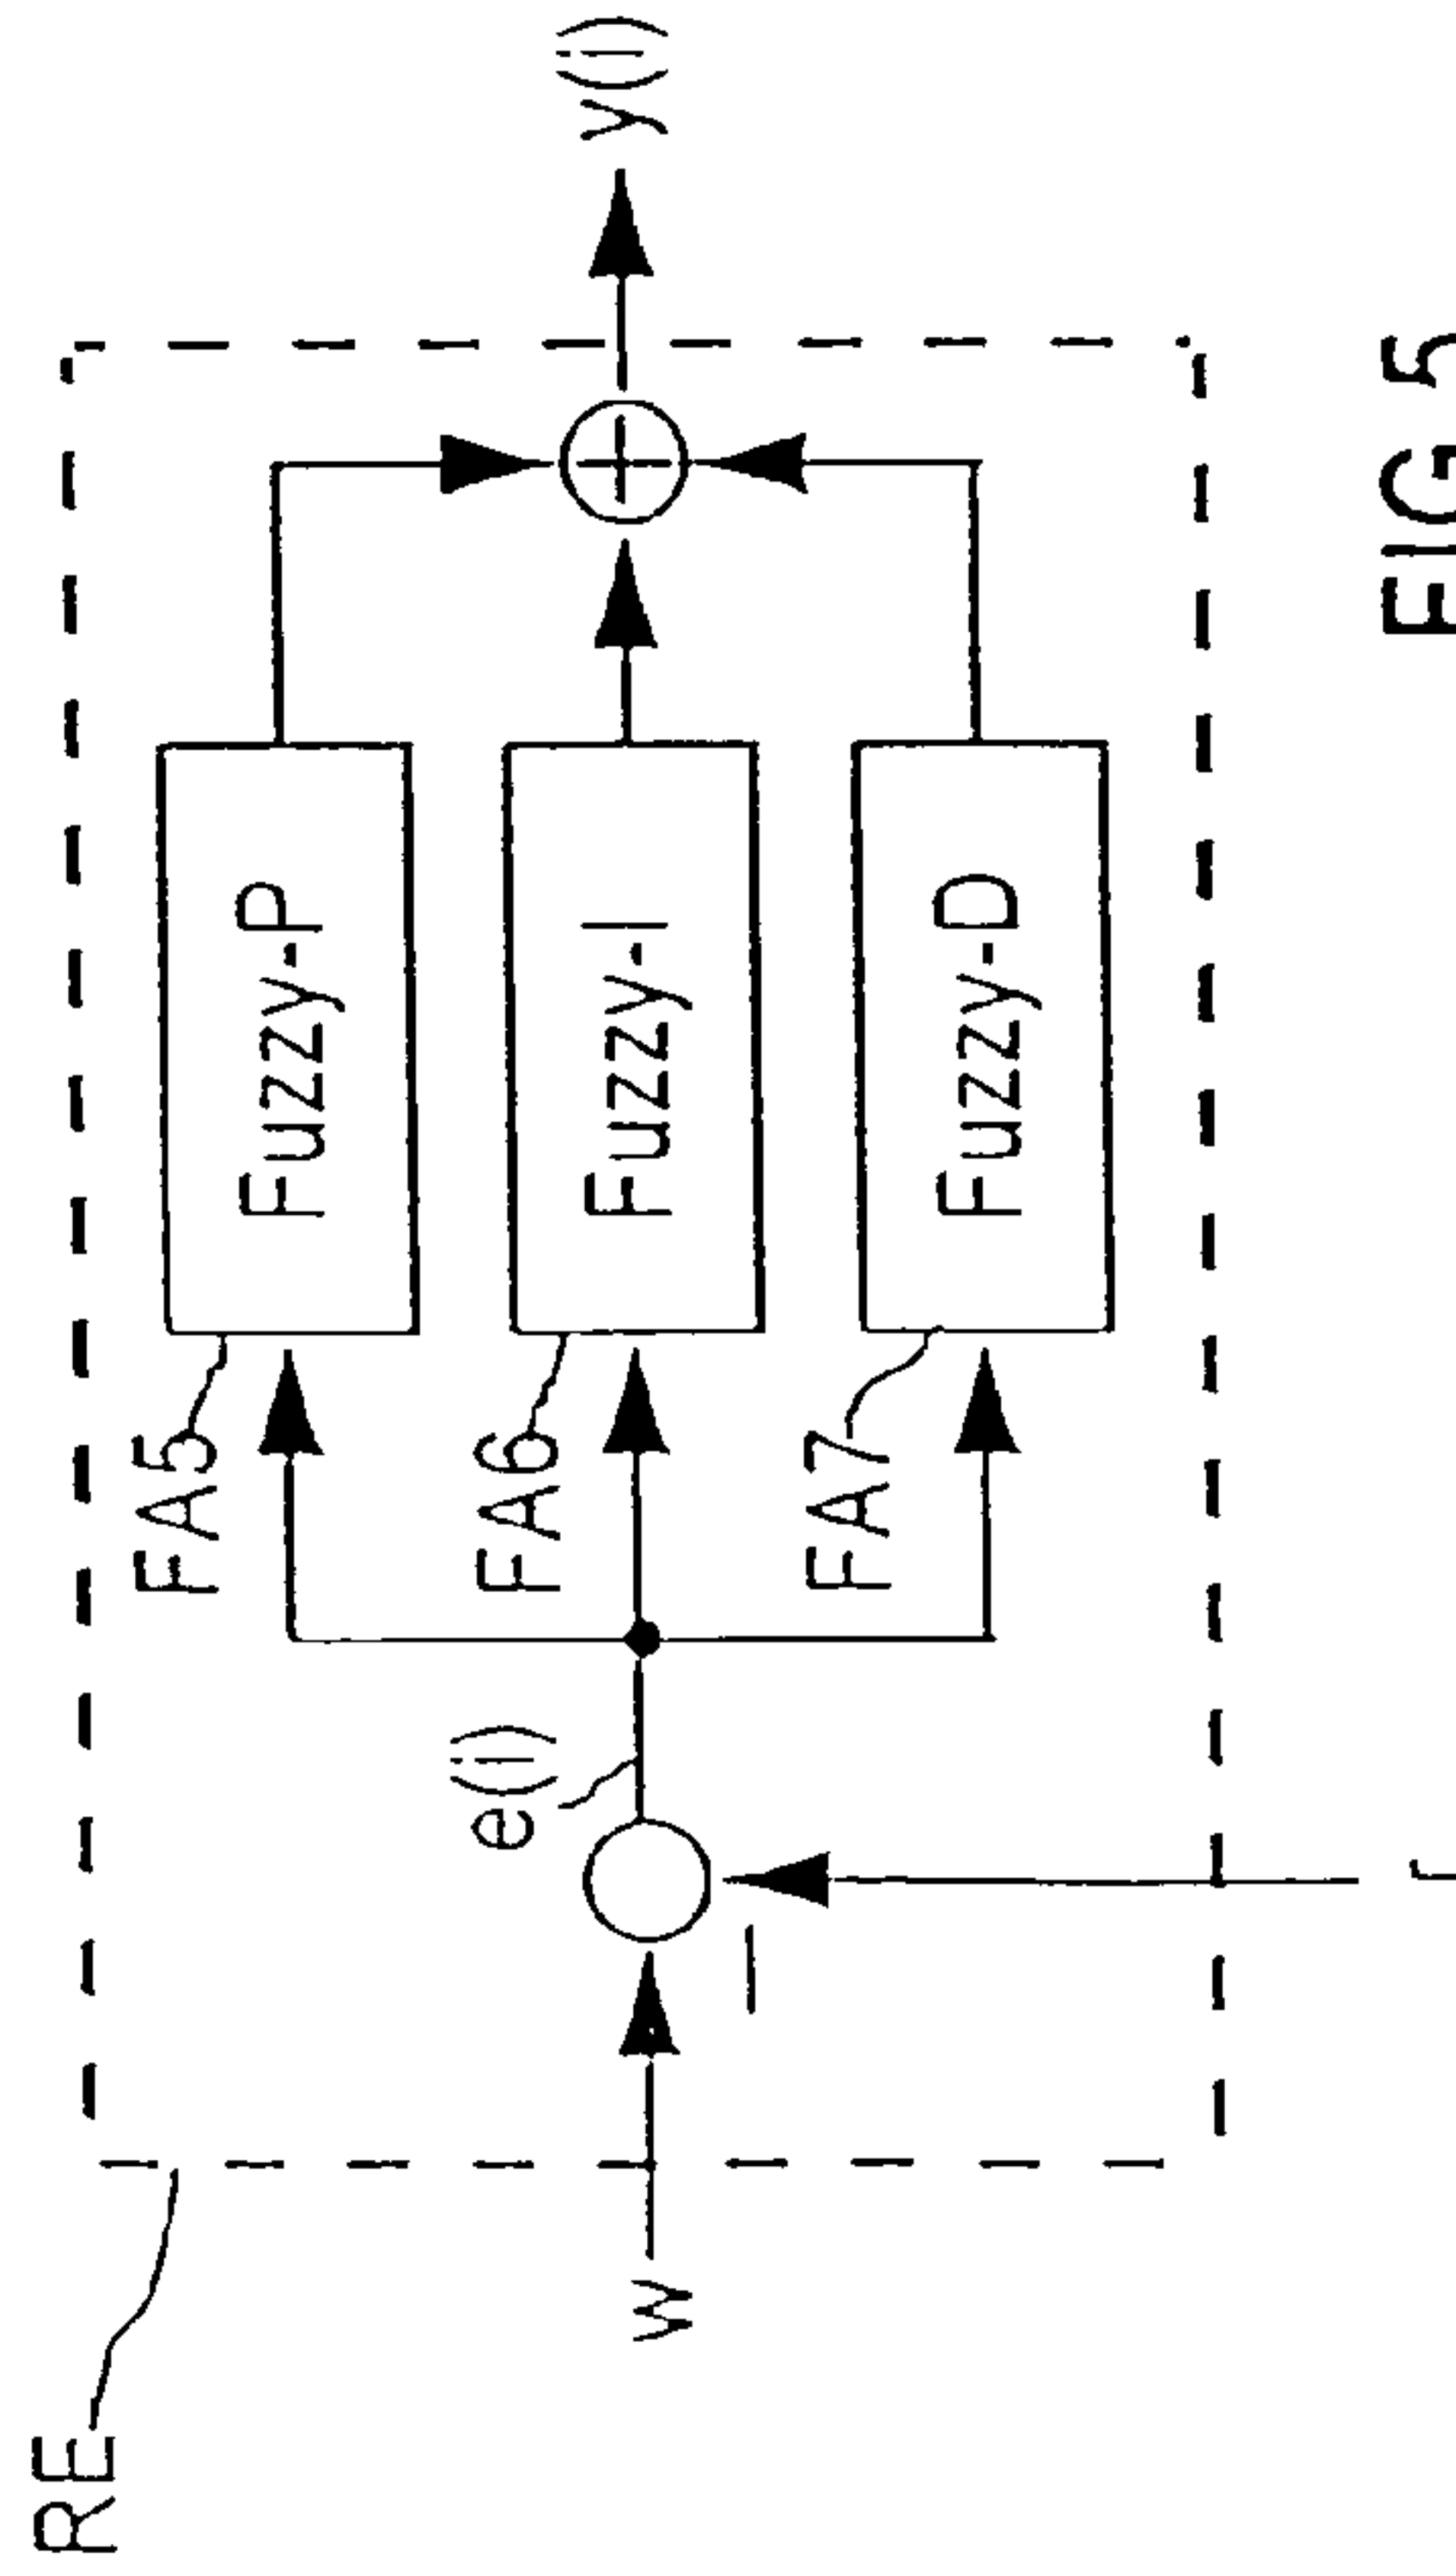 RE
FA5
Fuzzy-P
e(i)
FA6
Fuzzy-I
w
y(i)
FA7
Fuzzy-D
r
FIG 5